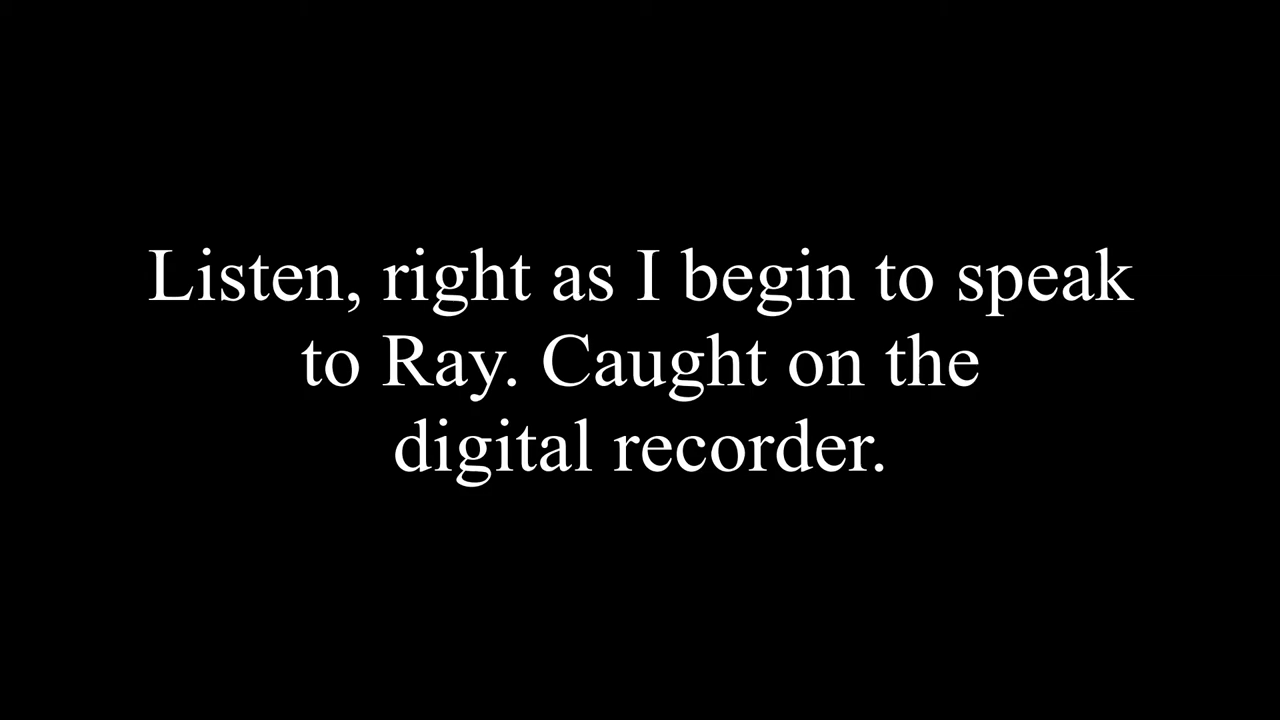 Listen, right as I begin to speak
to Ray. Caught on the
digital recorder.